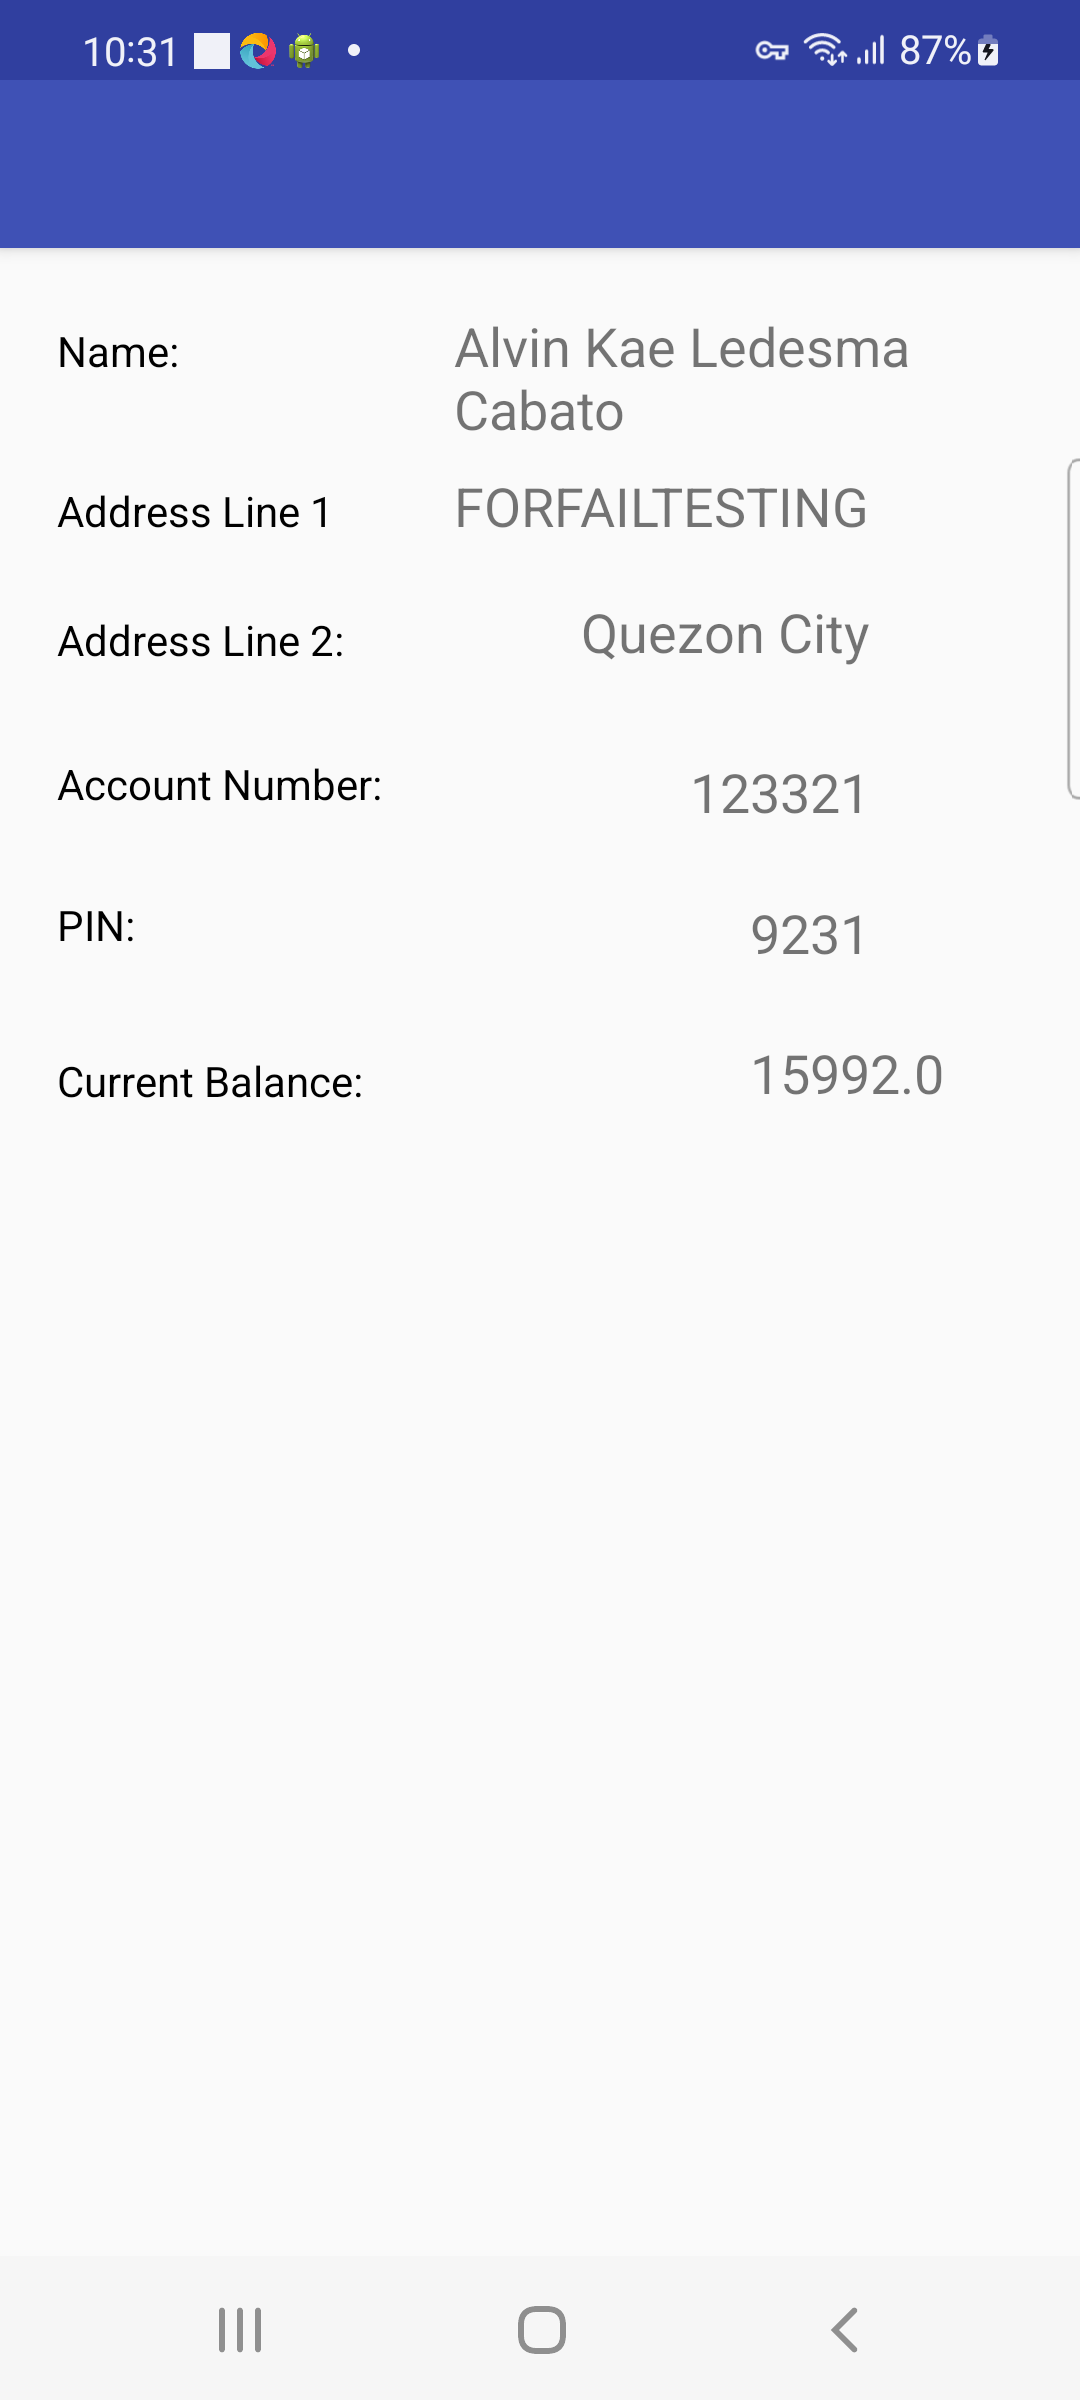 10:31 87%
Name: Alvin Kae Ledesma
Cabato
Address Line 1 FORFAILTESTING
Address Line 2: Quezon City
Account Number: 123321
PIN: 9231
Current Balance: 15992.0